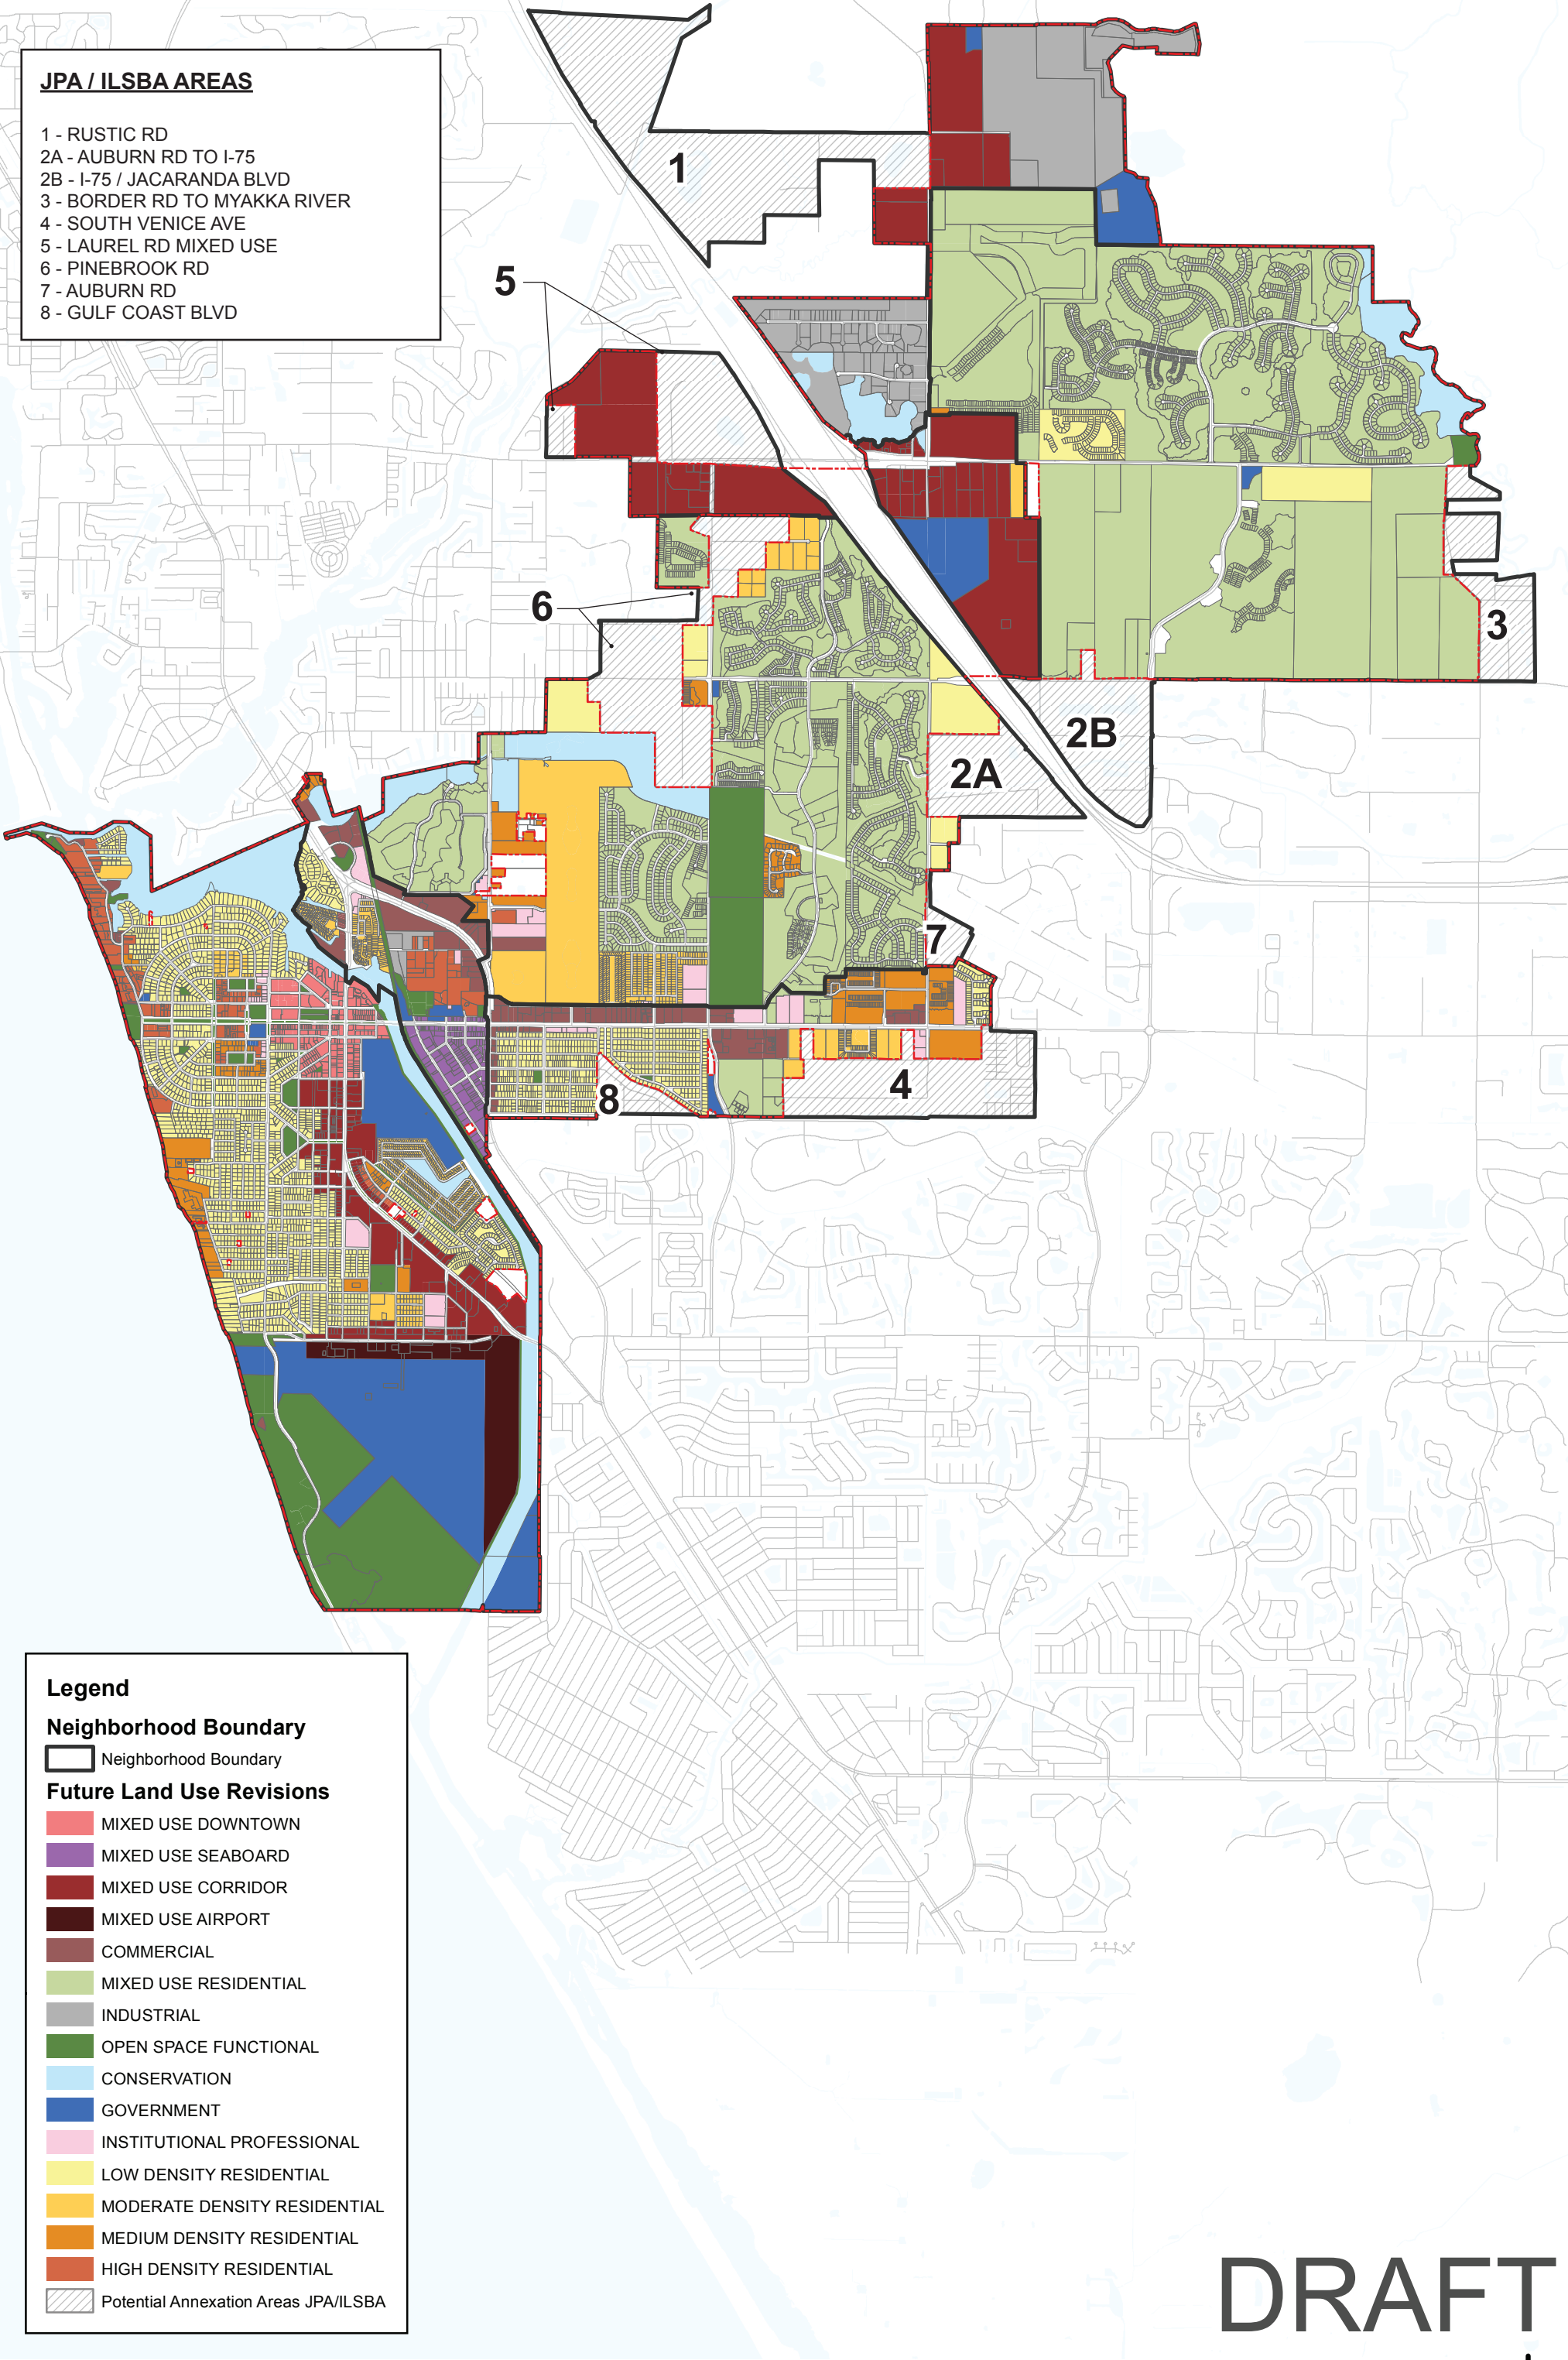 JPA / ILSBA AREAS
1 - RUSTIC RD
2A - AUBURN RD TO I-75
2B - I-75 / JACARANDA BLVD
3 - BORDER RD TO MYAKKA RIVER
4 - SOUTH VENICE AVE
5 - LAUREL RD MIXED USE
6 - PINEBROOK RD
7 - AUBURN RD
8 - GULF COAST BLVD
1
5
6
3
2B
2A
7
4
8
Legend
Neighborhood Boundary
Neighborhood Boundary
Future Land Use Revisions
MIXED USE DOWNTOWN
MIXED USE SEABOARD
MIXED USE CORRIDOR
MIXED USE AIRPORT
COMMERCIAL
MIXED USE RESIDENTIAL
INDUSTRIAL
OPEN SPACE FUNCTIONAL
CONSERVATION
GOVERNMENT
INSTITUTIONAL PROFESSIONAL
LOW DENSITY RESIDENTIAL
MODERATE DENSITY RESIDENTIAL
MEDIUM DENSITY RESIDENTIAL
HIGH DENSITY RESIDENTIAL
Potential Annexation Areas JPA/ILSBA
DRAFT